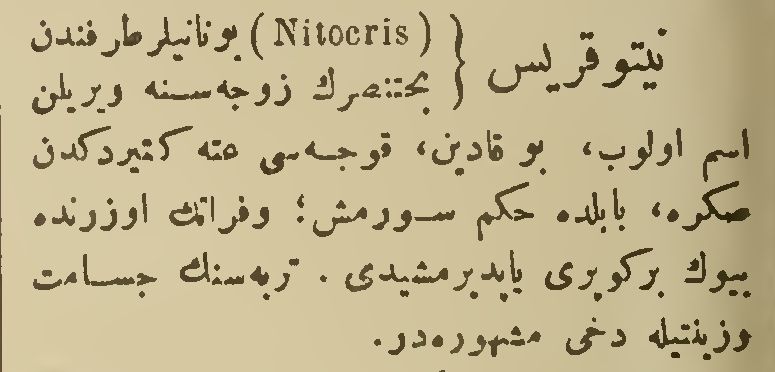 نیتوقریس { (Nitocris) یونانیلر طرفندن
بختنصرك زوجه‌سنه ویریلن
اسم اولوب، بو قادین، قوجه‌سی عته کتیردکدن
صکره، بابلده حکم سورمش؛ وفراتك اوزرنده
بیوك برکوپری یاپدیرمشیدی. تربه‌سنك جسامت
وزینتیله دخی مشهوره‌در.